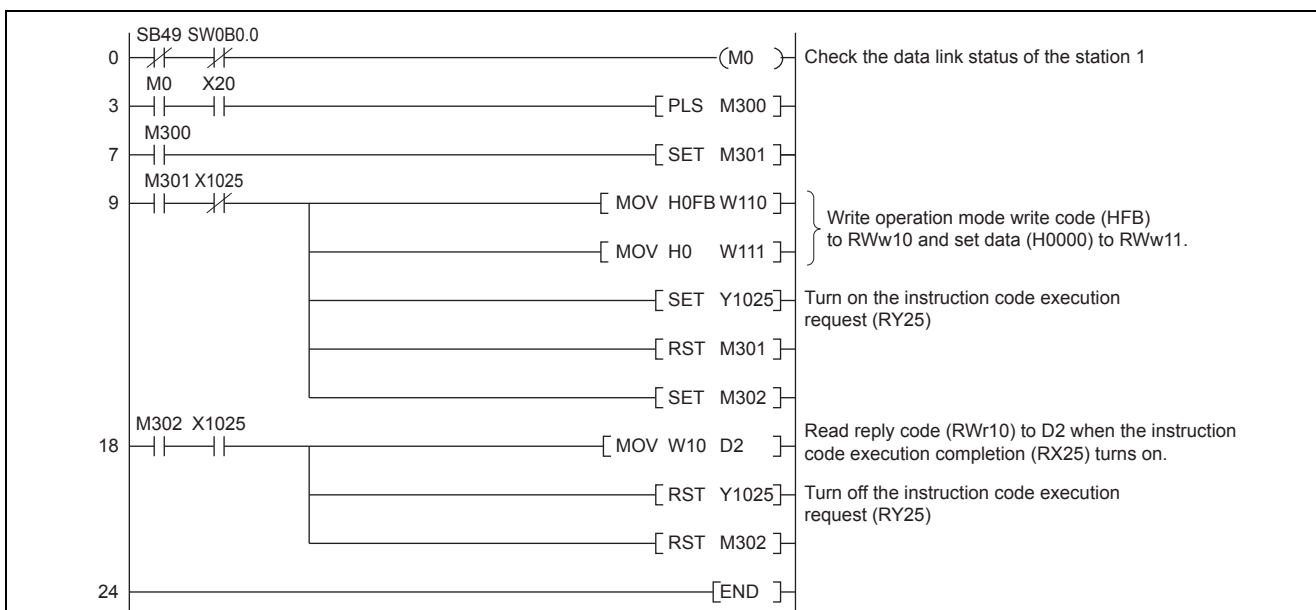 SB49 SW0B0.0
0 (M0 ) Check the data link status of the station 1
M0 X20
3 [ PLS M300 ]
M300
7 [ SET M301 ]
M301 X1025
9 [ MOV H0FB W110 ]
Write operation mode write code (HFB)
to RWw10 and set data (H0000) to RWw11.
[ MOV H0 W111 ]
[ SET Y1025 ] Turn on the instruction code execution
request (RY25)
[ RST M301 ]
[ SET M302 ]
M302 X1025
18 [ MOV W10 D2 ] Read reply code (RWr10) to D2 when the instruction
code execution completion (RX25) turns on.
[ RST Y1025 ] Turn off the instruction code execution
request (RY25)
[ RST M302 ]
24 [ END ]